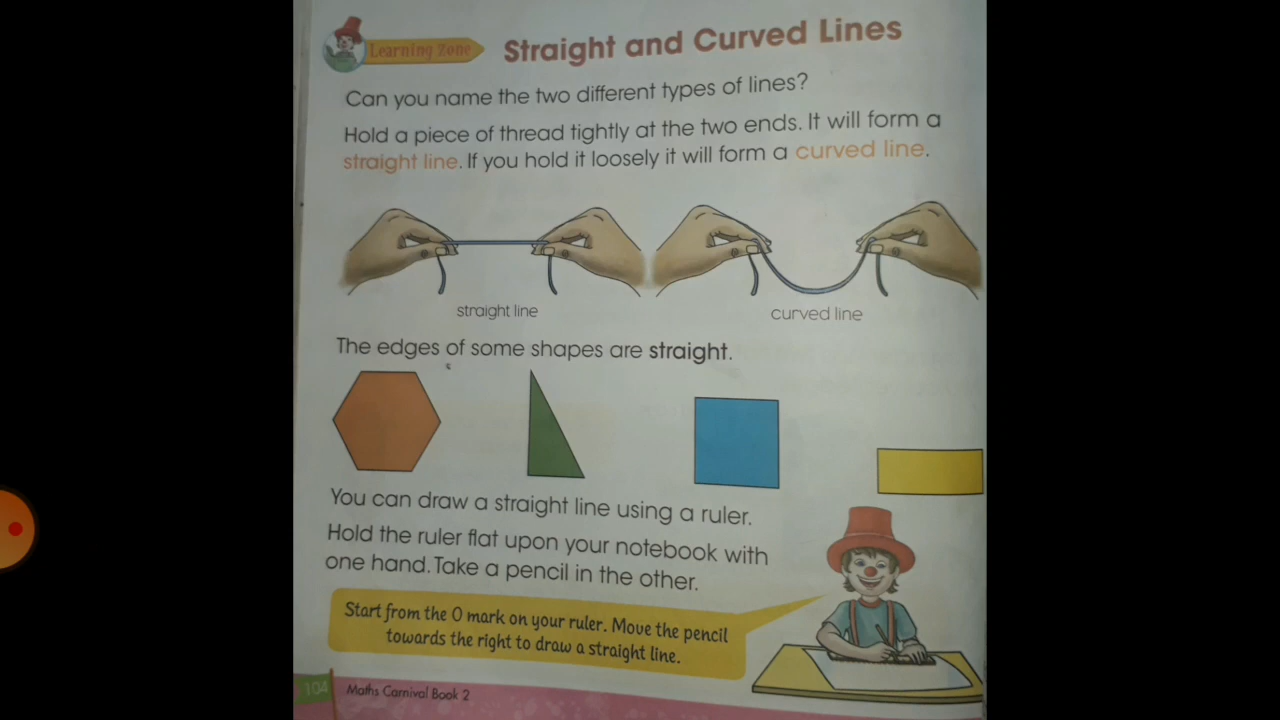 Learning Zone
Straight and Curved Lines
Can you name the two different types of lines?
Hold a piece of thread tightly at the two ends. It will form a
straight line. If you hold it loosely it will form a curved line.
straight line
curved line
The edges of some shapes are straight.
You can draw a straight line using a ruler.
Hold the ruler flat upon your notebook with
one hand. Take a pencil in the other.
Start from the 0 mark on your ruler. Move the pencil
towards the right to draw a straight line.
104
Maths Carnival Book 2